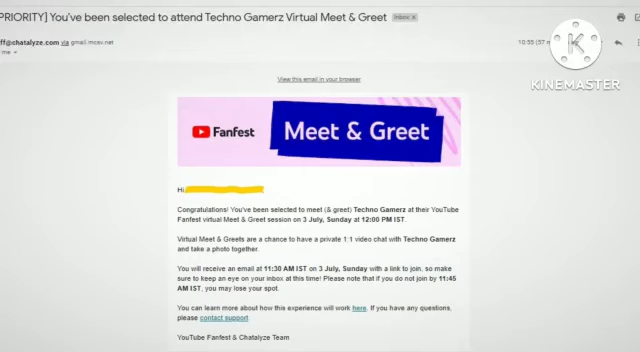 PRIORITY] You've been selected to attend Techno Gamerz Virtual Meet & Greet Inbox x
ff@chatalyze.com via gmail.mcsv.net
10:55 (57
me
KINEMASTER
View this email in your browser
Fanfest
Meet & Greet
Hi
Congratulations! You've been selected to meet (& greet) Techno Gamerz at their YouTube
Fanfest virtual Meet & Greet session on 3 July, Sunday at 12:00 PM IST.
Virtual Meet & Greets are a chance to have a private 1:1 video chat with Techno Gamerz
and take a photo together.
You will receive an email at 11:30 AM IST on 3 July, Sunday with a link to join, so make
sure to keep an eye on your inbox at this time! Please note that if you do not join by 11:45
AM IST, you may lose your spot.
You can learn more about how this experience will work here. If you have any questions,
please contact support.
YouTube Fanfest & Chatalyze Team